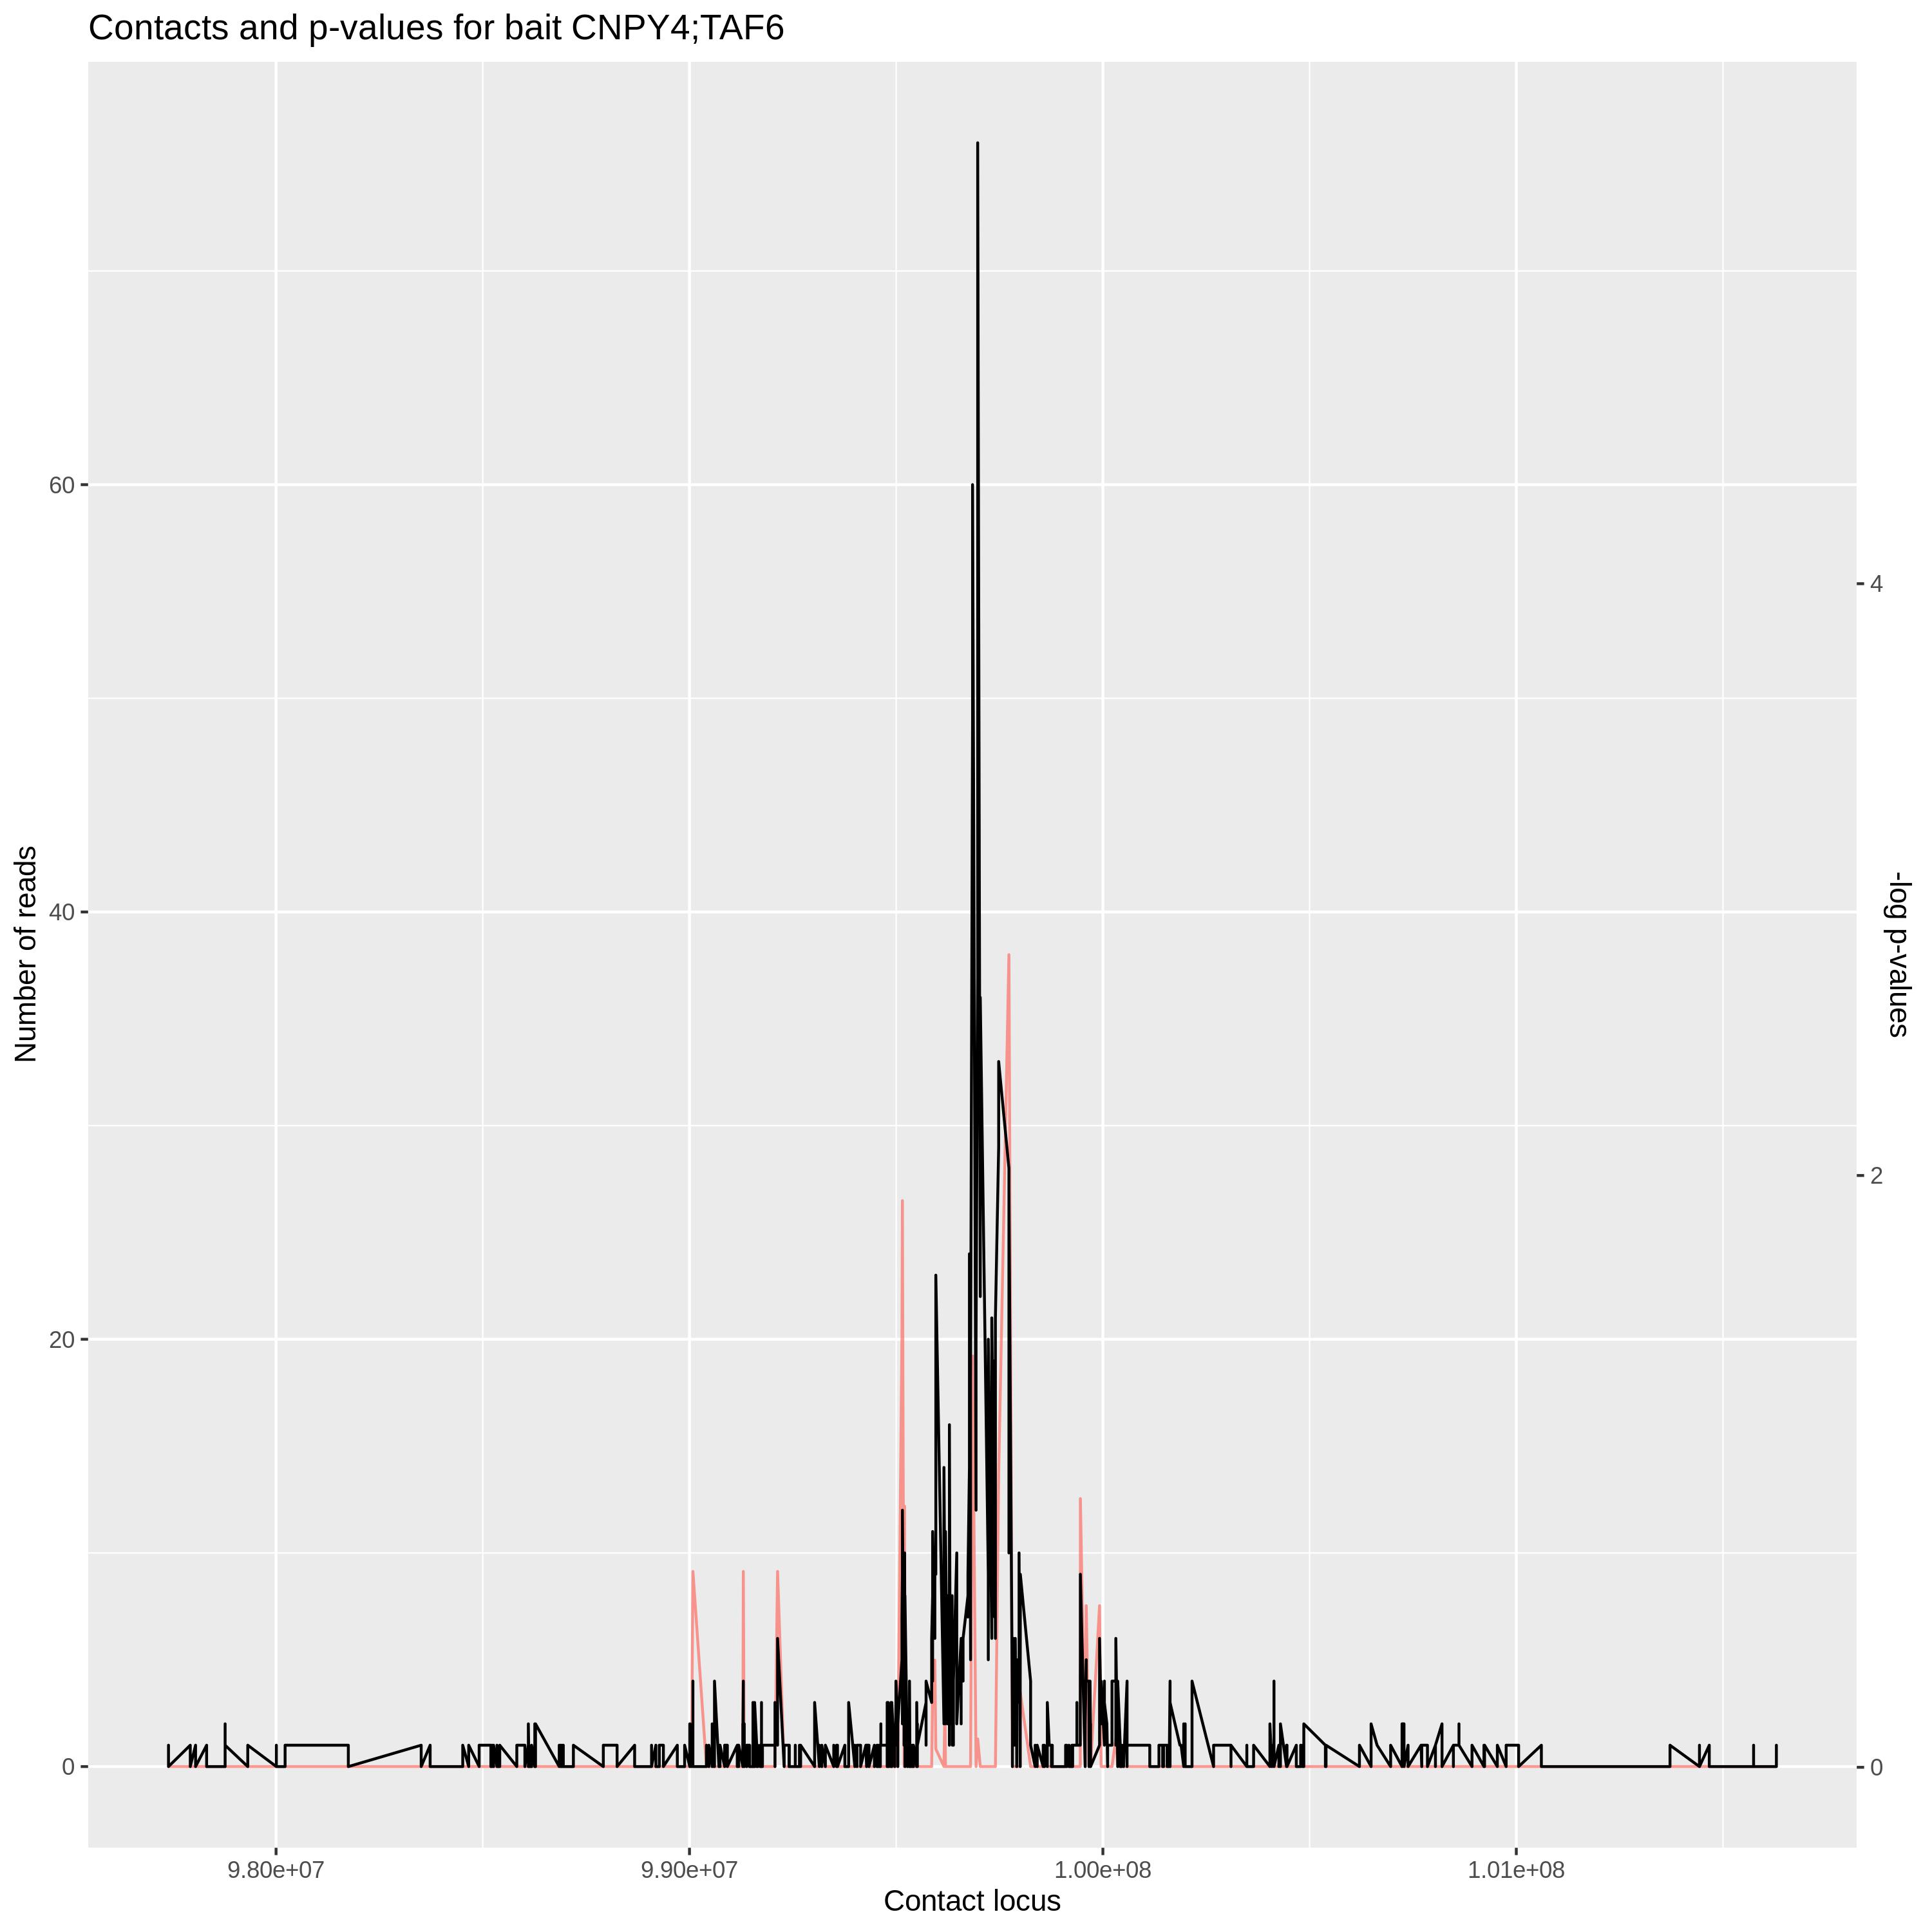 Contacts and p-values for bait CNPY4;TAF6
60
40
20
0
Number of reads
4
2
0
-log p-values
9.80e+07
9.90e+07
1.00e+08
1.01e+08
Contact locus